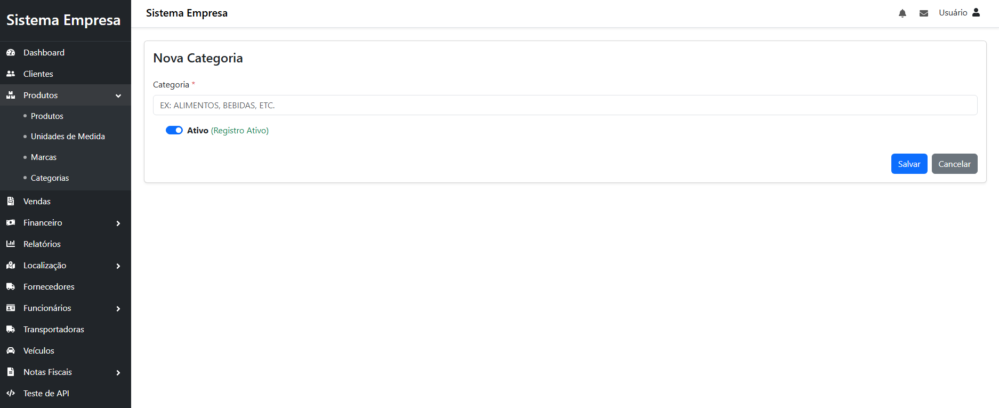 Sistema Empresa
Dashboard
Clientes
Produtos
Produtos
Unidades de Medida
Marcas
Categorias
Vendas
Financeiro
Relatórios
Localização
Fornecedores
Funcionários
Transportadoras
Veículos
Notas Fiscais
Teste de API
Sistema Empresa
Usuário
Nova Categoria
Categoria *
EX: ALIMENTOS, BEBIDAS, ETC.
Ativo (Registro Ativo)
Salvar Cancelar